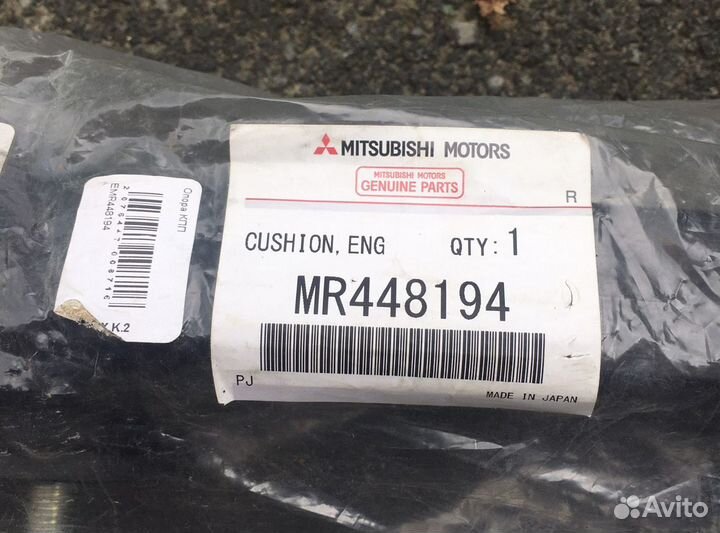 MITSUBISHI MOTORS
MITSUBISHI MOTORS
GENUINE PARTS
R
CUSHION, ENG QTY: 1
MR448194
PJ
MADE IN JAPAN
Опора КПП
EMR448194
K.2
Avito